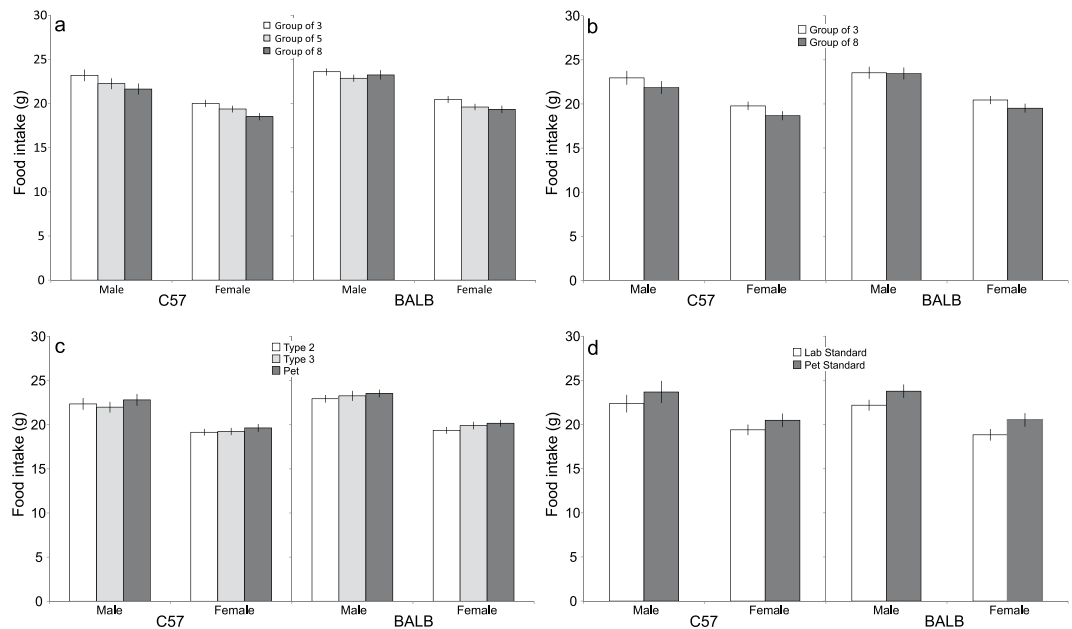 a
Group of 3
Group of 5
Group of 8
30
25
20
15
10
5
0
Food intake (g)
Male
Female
Male
Female
C57
BALB
b
Group of 3
Group of 8
30
25
20
15
10
5
0
Food intake (g)
Male
Female
Male
Female
C57
BALB
c
Type 2
Type 3
Pet
30
25
20
15
10
5
0
Food intake (g)
Male
Female
Male
Female
C57
BALB
d
Lab Standard
Pet Standard
30
25
20
15
10
5
0
Food intake (g)
Male
Female
Male
Female
C57
BALB